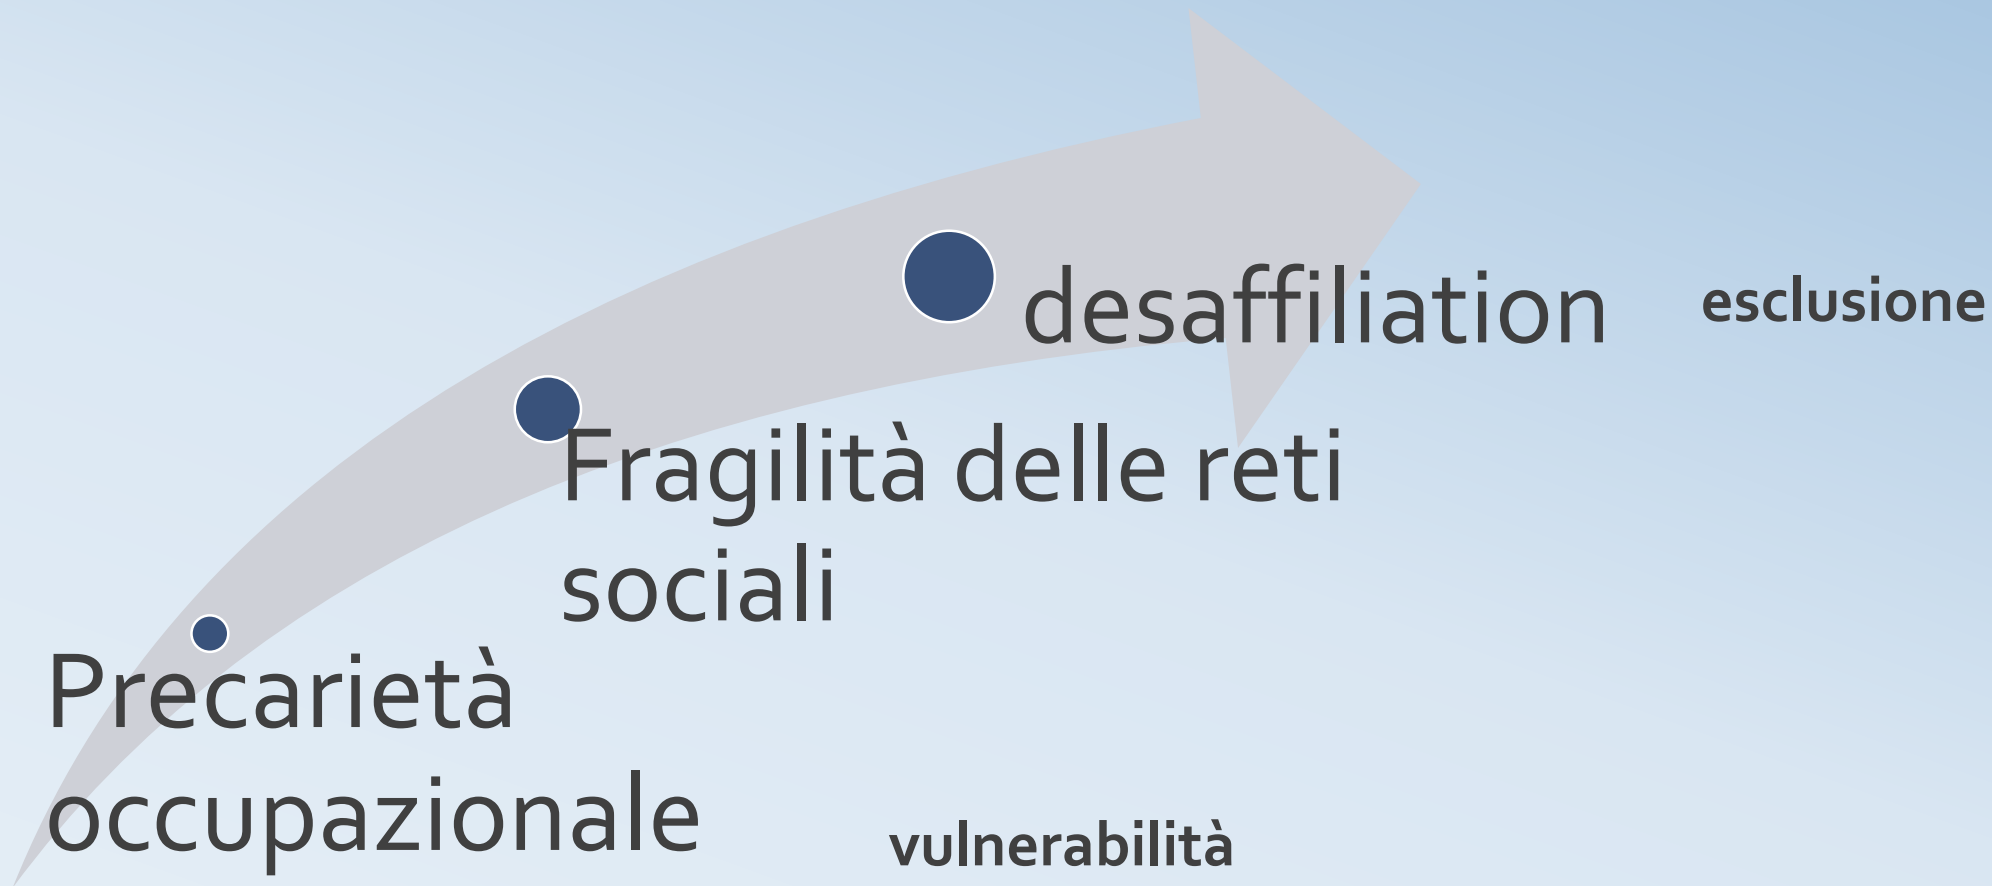 desaffiliation
esclusione
Fragilità delle reti
sociali
Precarietà
occupazionale
vulnerabilità